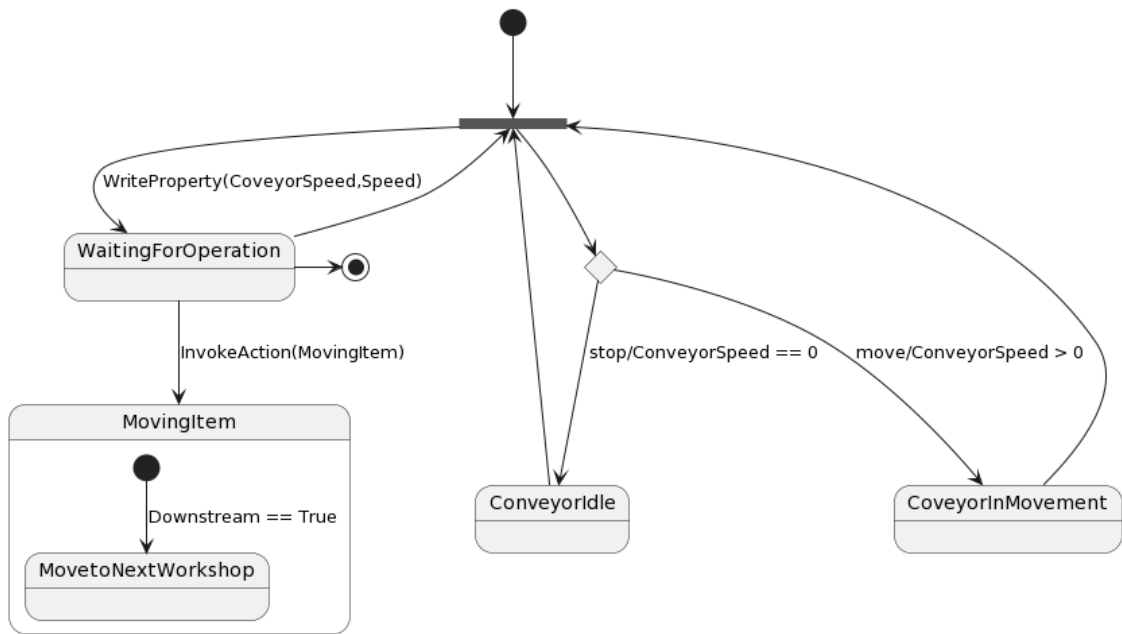 WriteProperty(CoveyorSpeed,Speed)
WaitingForOperation
InvokeAction(MovingItem)
stop/ConveyorSpeed == 0
move/ConveyorSpeed > 0
MovingItem
Downstream == True
MovetoNextWorkshop
ConveyorIdle
CoveyorInMovement